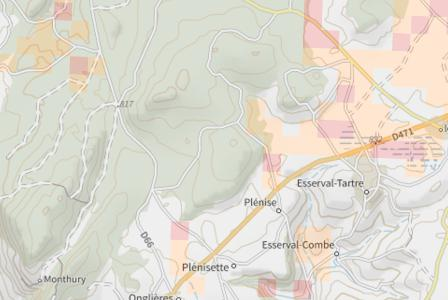 817
D471
Esserval-Tartre
Plénise
D66
Esserval-Combe
Plénisette
Monthury
Onglières